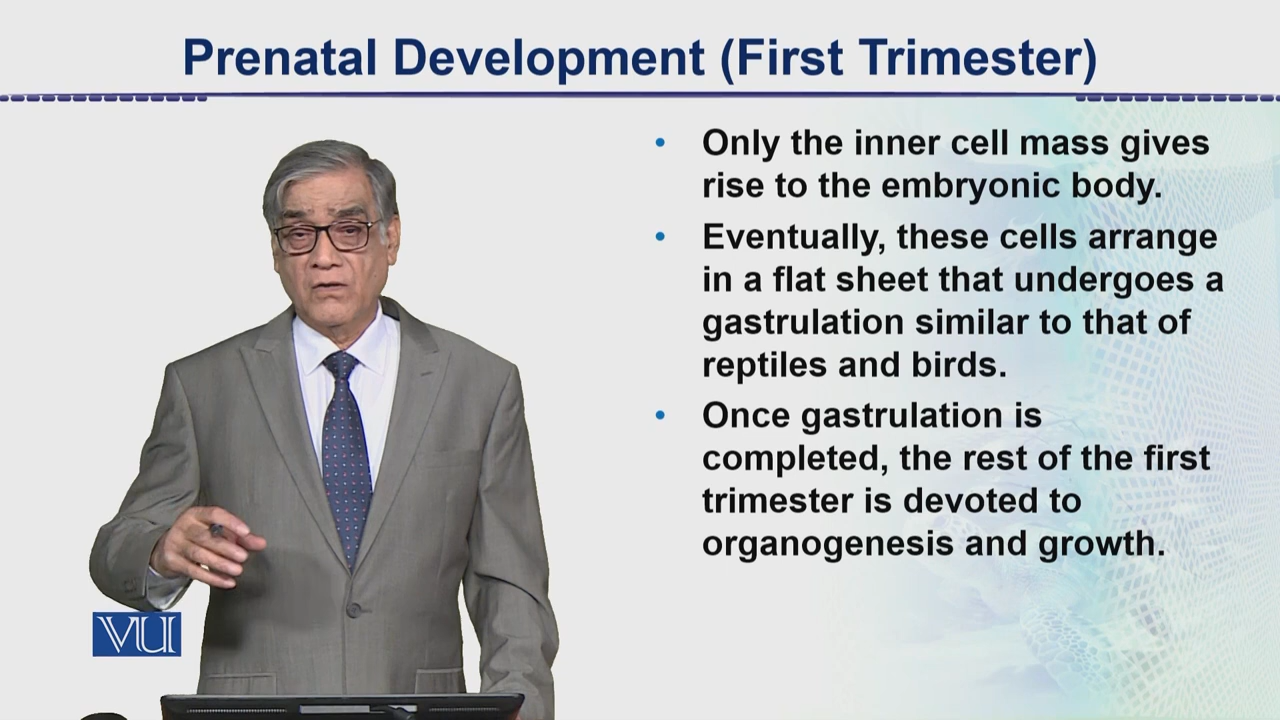 Prenatal Development (First Trimester)
• Only the inner cell mass gives
rise to the embryonic body.
• Eventually, these cells arrange
in a flat sheet that undergoes a
gastrulation similar to that of
reptiles and birds.
• Once gastrulation is
completed, the rest of the first
trimester is devoted to
organogenesis and growth.
VU